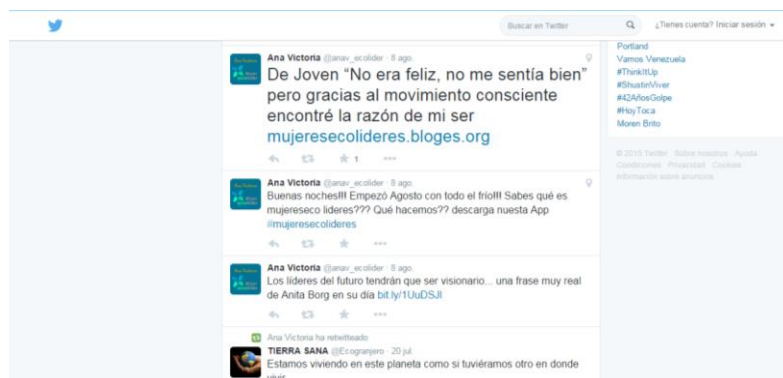 Buscar en Twitter
¿Tienes cuenta? Iniciar sesión
Ana Victoria @anav_ecolider · 8 ago.
De Joven “No era feliz, no me sentía bien”
pero gracias al movimiento consciente
encontré la razón de mi ser
mujeresecolideres.bloges.org
1
Ana Victoria @anav_ecolider · 8 ago.
Buenas noches!!! Empezó Agosto con todo el frío!!! Sabes qué es
mujereseco lideres??? Qué hacemos?? descarga nuesta App
#mujeresecolideres
Ana Victoria @anav_ecolider · 8 ago.
Los líderes del futuro tendrán que ser visionario... una frase muy real
de Anita Borg en su día bit.ly/1UuDSJI
Ana Victoria ha retwitteado
TIERRA SANA @Ecogranjero · 20 jul.
Estamos viviendo en este planeta como si tuviéramos otro en donde
vivir
Portland
Vamos Venezuela
#ThinkItUp
#ShustinViver
#42AñosGolpe
#HoyToca
Moren Brito
© 2015 Twitter Sobre nosotros Ayuda
Condiciones Privacidad Cookies
Información sobre anuncios